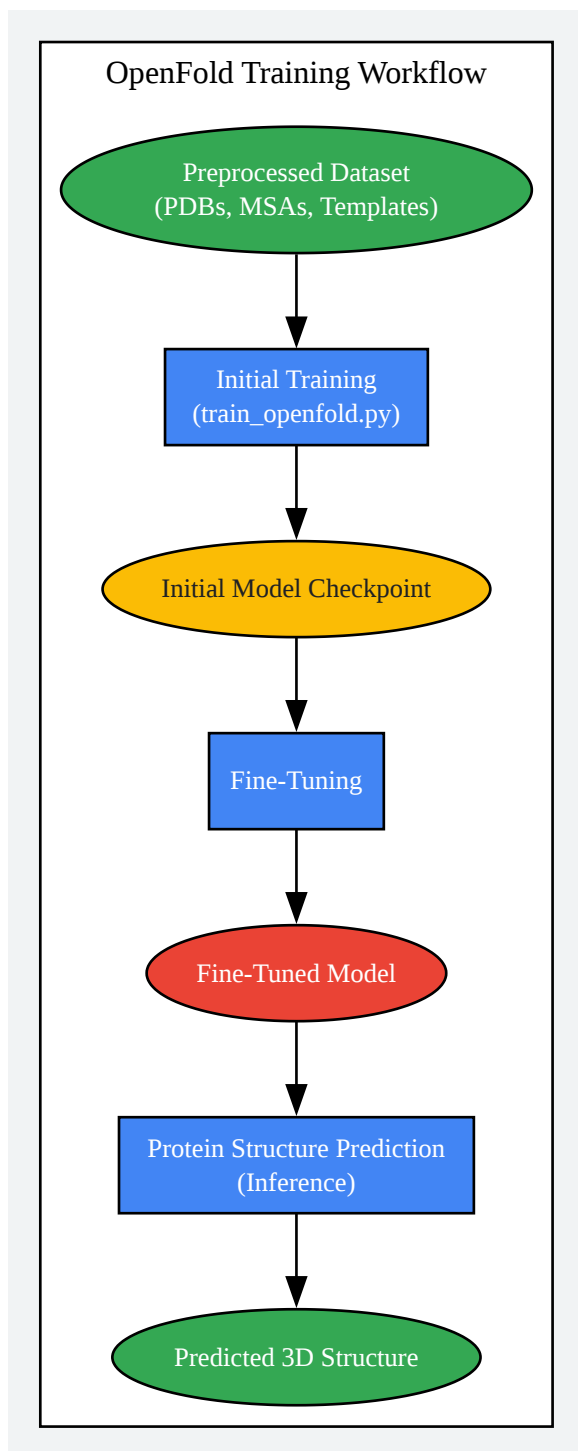 OpenFold Training Workflow
Preprocessed Dataset
(PDBs, MSAs, Templates)
Initial Training
(train_openfold.py)
Initial Model Checkpoint
Fine-Tuning
Fine-Tuned Model
Protein Structure Prediction
(Inference)
Predicted 3D Structure